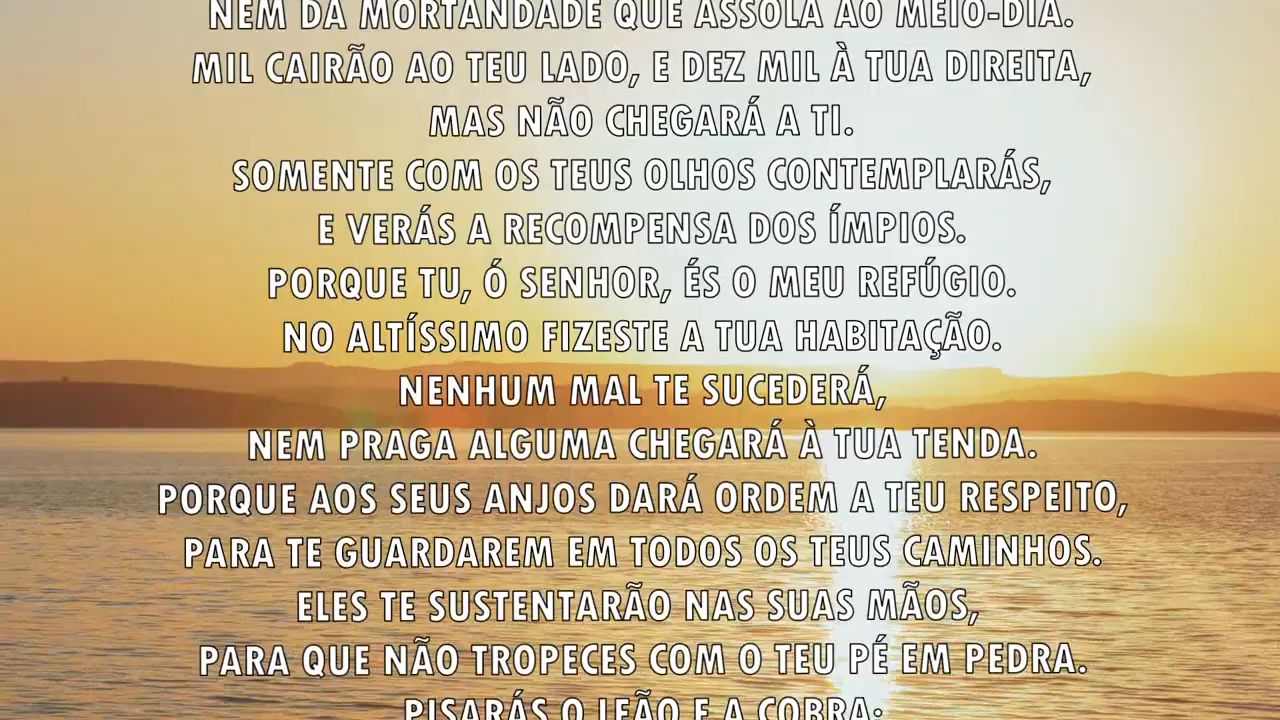 NEM DA MORTANDADE QUE ASSOLA AO MEIO-DIA.
MIL CAIRÃO AO TEU LADO, E DEZ MIL À TUA DIREITA,
MAS NÃO CHEGARÁ A TI.
SOMENTE COM OS TEUS OLHOS CONTEMPLARÁS,
E VERÁS A RECOMPENSA DOS ÍMPIOS.
PORQUE TU, Ó SENHOR, ÉS O MEU REFÚGIO.
NO ALTÍSSIMO FIZESTE A TUA HABITAÇÃO.
NENHUM MAL TE SUCEDERÁ,
NEM PRAGA ALGUMA CHEGARÁ À TUA TENDA.
PORQUE AOS SEUS ANJOS DARÁ ORDEM A TEU RESPEITO,
PARA TE GUARDAREM EM TODOS OS TEUS CAMINHOS.
ELES TE SUSTENTARÃO NAS SUAS MÃOS,
PARA QUE NÃO TROPECES COM O TEU PÉ EM PEDRA.
PISARÁS O LEÃO E A COBRA;